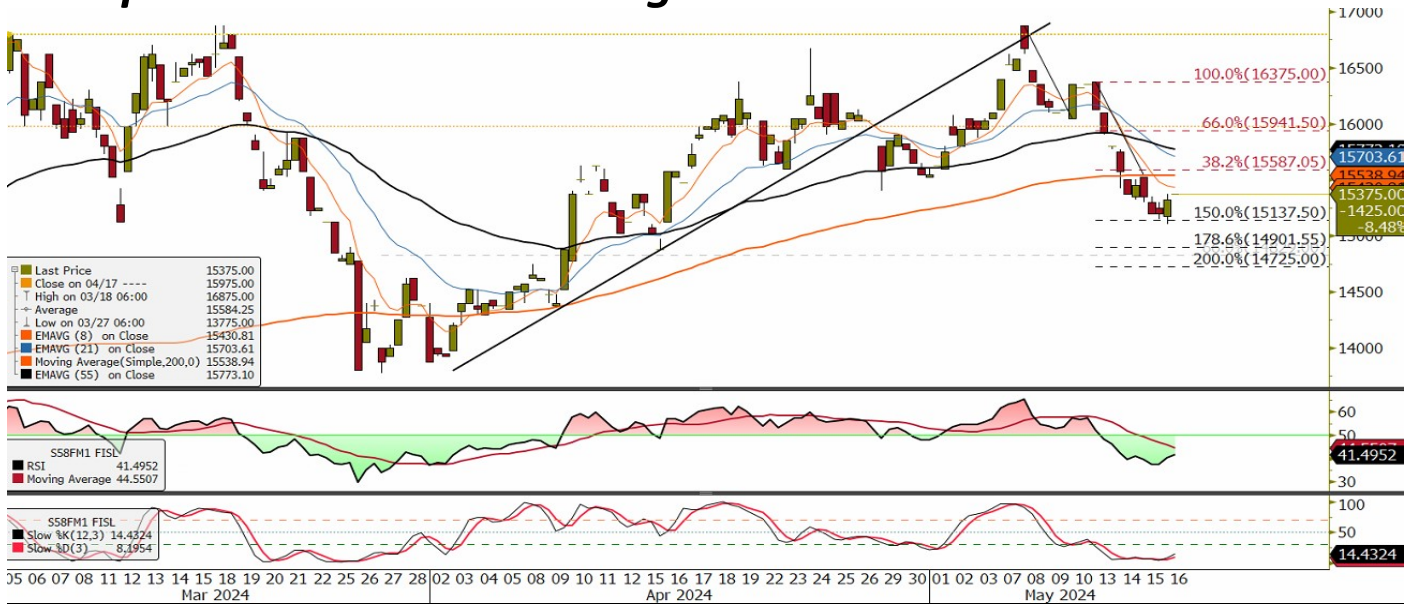 17000
16500
16000
15000
14500
14000
100.0%(16375.00)
66.0%(15941.50)
38.2%(15587.05)
150.0%(15137.50)
178.6%(14901.55)
200.0%(14725.00)
15703.61
15538.94
15375.00
-1425.00
-8.48%
Last Price 15375.00
Close on 04/17 ---- 15975.00
High on 03/18 06:00 16875.00
Average 15584.25
Low on 03/27 06:00 13775.00
EMAVG (8) on Close 15430.81
EMAVG (21) on Close 15703.61
Moving Average(Simple,200,0) 15538.94
EMAVG (55) on Close 15773.10
60
50
30
41.4952
S58FM1 FISL
RSI 41.4952
Moving Average 44.5507
100
50
14.4324
S58FM1 FISL
Slow %K(12,3) 14.4324
Slow %D(3) 8.1954
05 06 07 08 11 12 13 14 15 18 19 20 21 22 25 26 27 28 02 03 04 05 08 09 10 11 12 15 16 17 18 19 22 23 24 25 26 29 30 01 02 03 07 08 09 10 13 14 15 16
Mar 2024 Apr 2024 May 2024